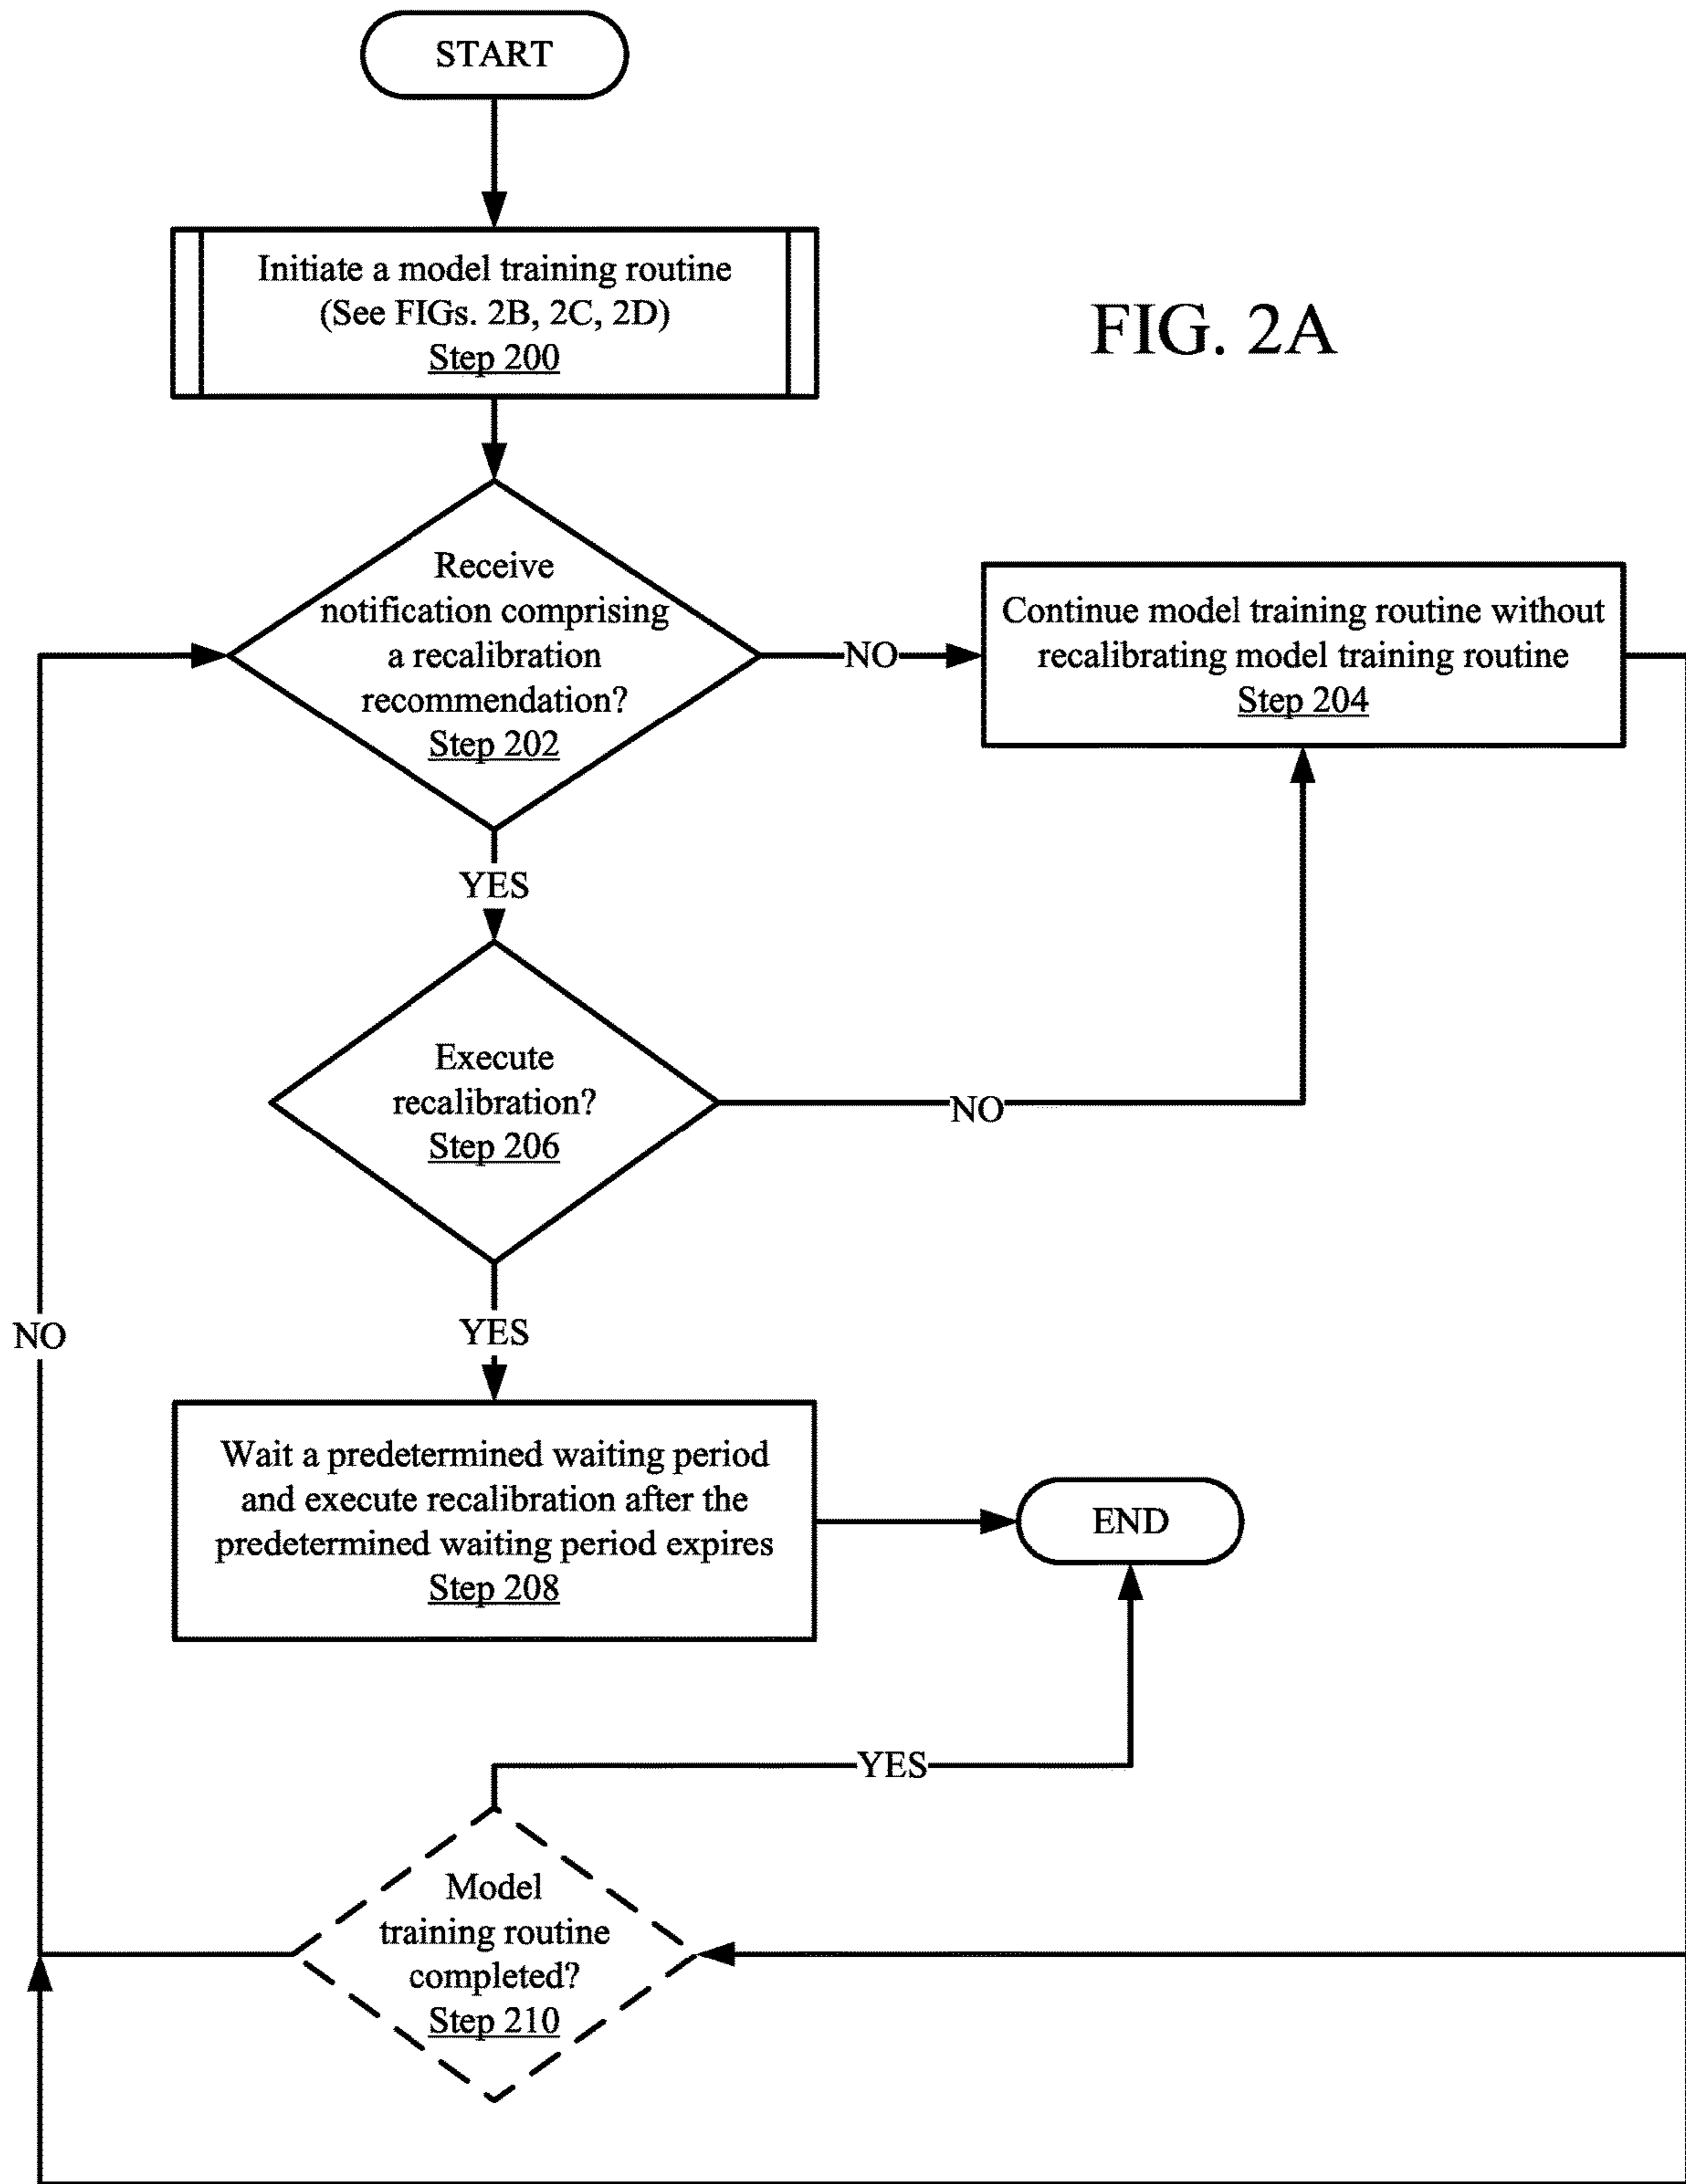 START
Initiate a model training routine
(See FIGs. 2B, 2C, 2D)
Step 200
FIG. 2A
Receive
notification comprising
a recalibration
recommendation?
Step 202
NO
Continue model training routine without
recalibrating model training routine
Step 204
YES
Execute
recalibration?
Step 206
NO
YES
NO
Wait a predetermined waiting period
and execute recalibration after the
predetermined waiting period expires
Step 208
END
YES
Model
training routine
completed?
Step 210